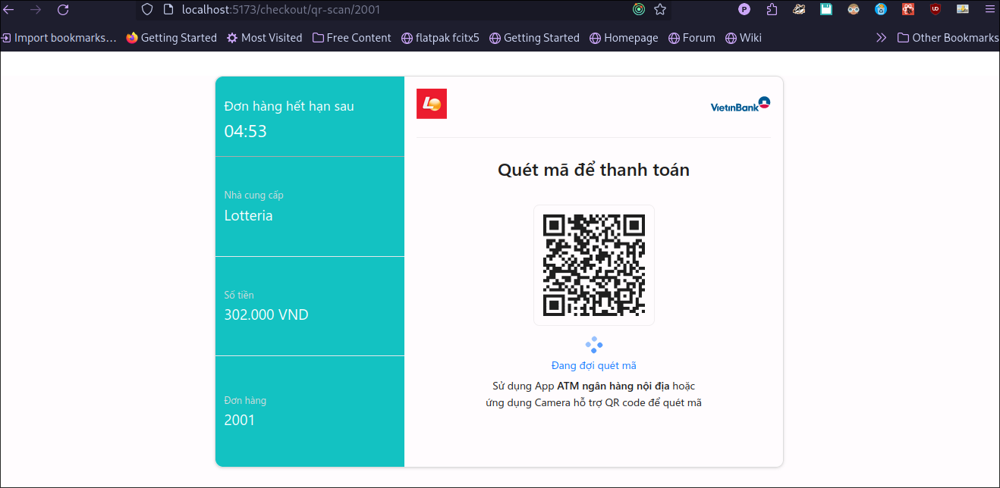 localhost:5173/checkout/qr-scan/2001
Import bookmarks… Getting Started Most Visited Free Content flatpak fcitx5 Getting Started Homepage Forum Wiki Other Bookmarks
Đơn hàng hết hạn sau
04:53
Nhà cung cấp
Lotteria
Số tiền
302.000 VND
Đơn hàng
2001
VietinBank
Quét mã để thanh toán
Đang đợi quét mã
Sử dụng App ATM ngân hàng nội địa hoặc
ứng dụng Camera hỗ trợ QR code để quét mã